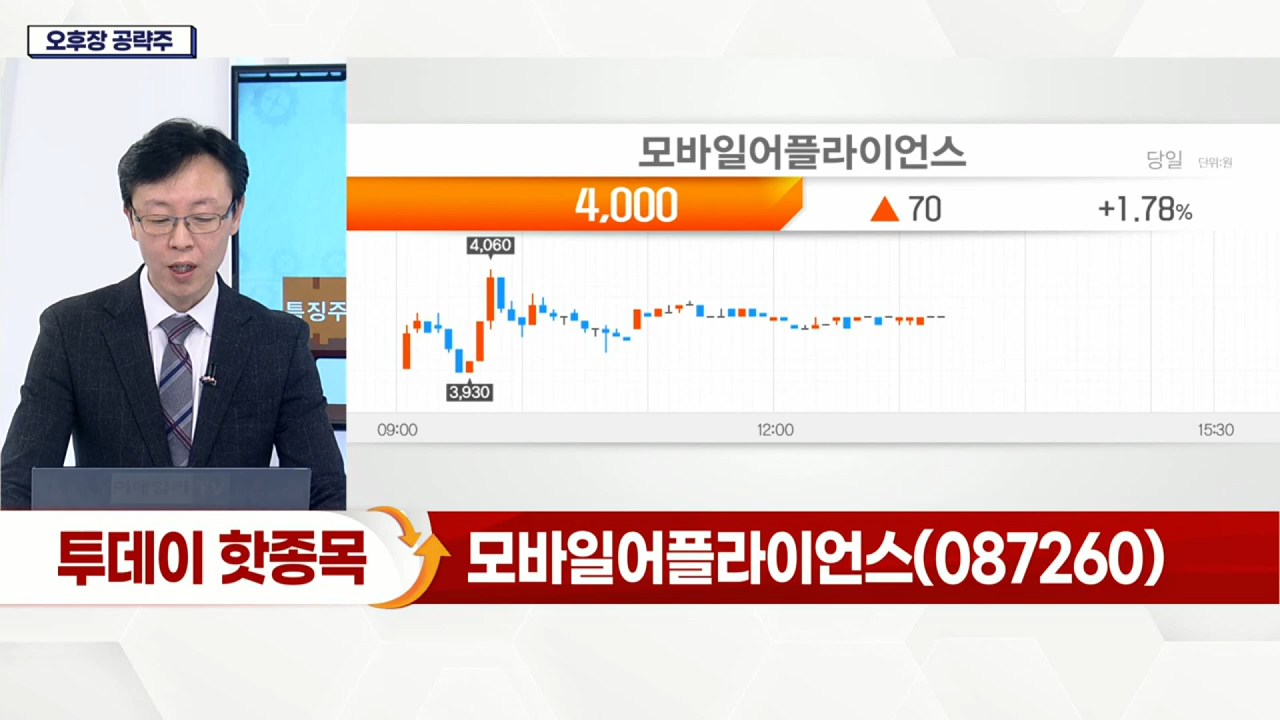 오후장 공략주
모바일어플라이언스
당일 단위:원
4,000 ▲ 70 +1.78%
특징주
4,060
3,930
09:00 12:00 15:30
투데이 핫종목
모바일어플라이언스(087260)